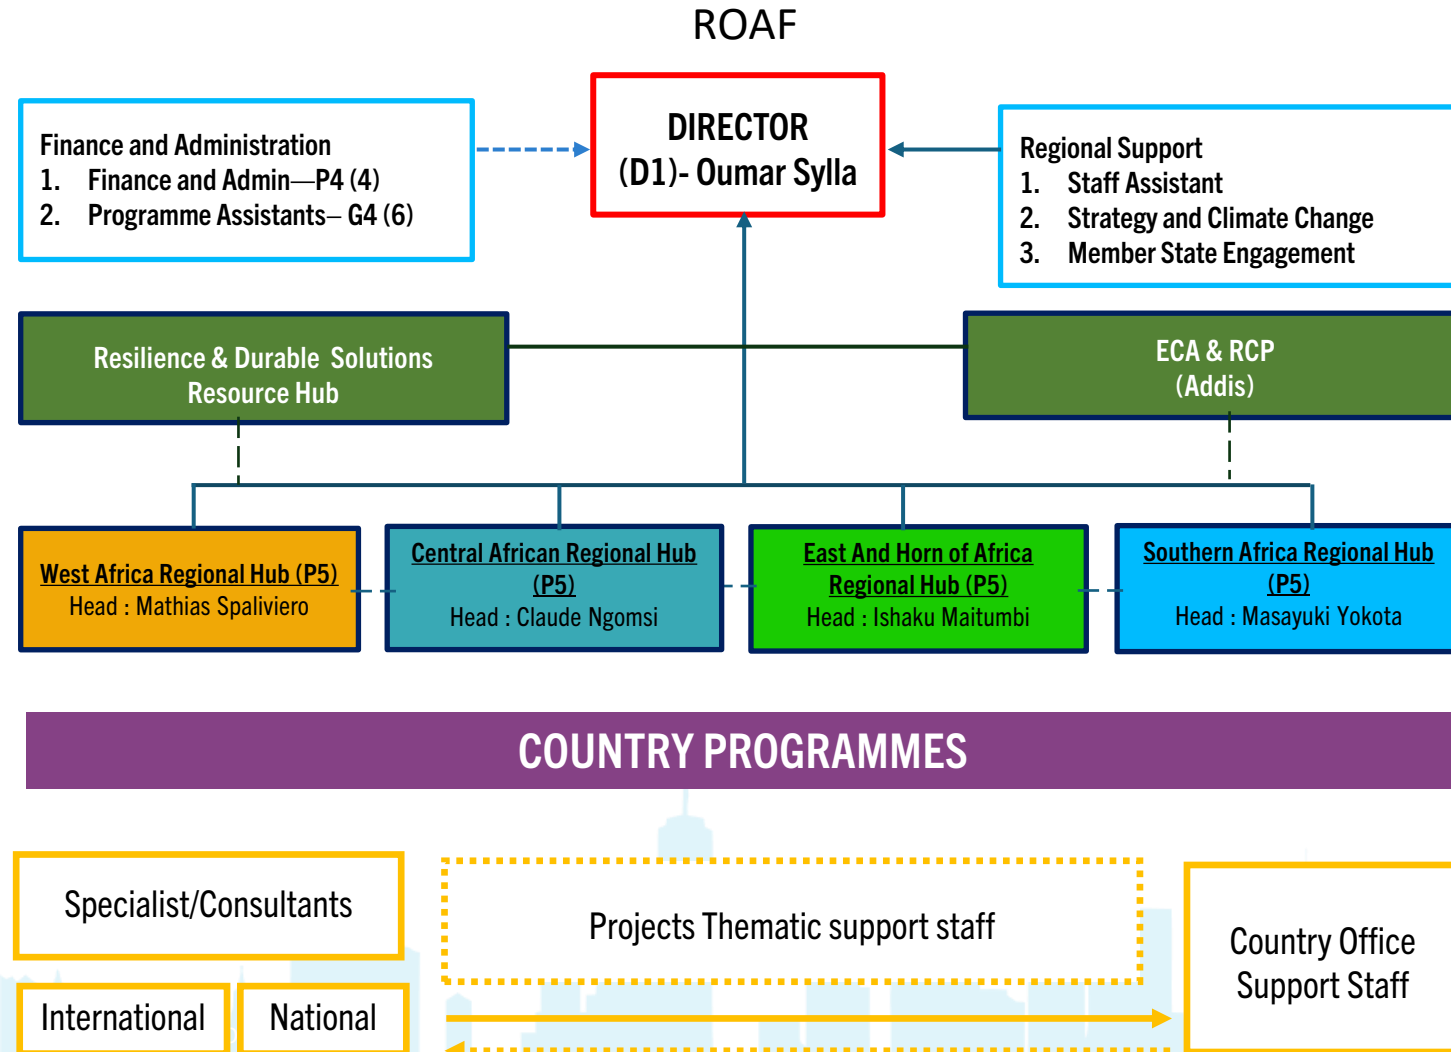 ROAF
Finance and Administration
1. Finance and Admin—P4 (4)
2. Programme Assistants– G4 (6)
DIRECTOR
(D1)- Oumar Sylla
Regional Support
1. Staff Assistant
2. Strategy and Climate Change
3. Member State Engagement
Resilience & Durable Solutions
Resource Hub
ECA & RCP
(Addis)
West Africa Regional Hub (P5)
Head : Mathias Spaliviero
Central African Regional Hub
(P5)
Head : Claude Ngomsi
East And Horn of Africa
Regional Hub (P5)
Head : Ishaku Maitumbi
Southern Africa Regional Hub
(P5)
Head : Masayuki Yokota
COUNTRY PROGRAMMES
Specialist/Consultants
International
National
Projects Thematic support staff
Country Office
Support Staff